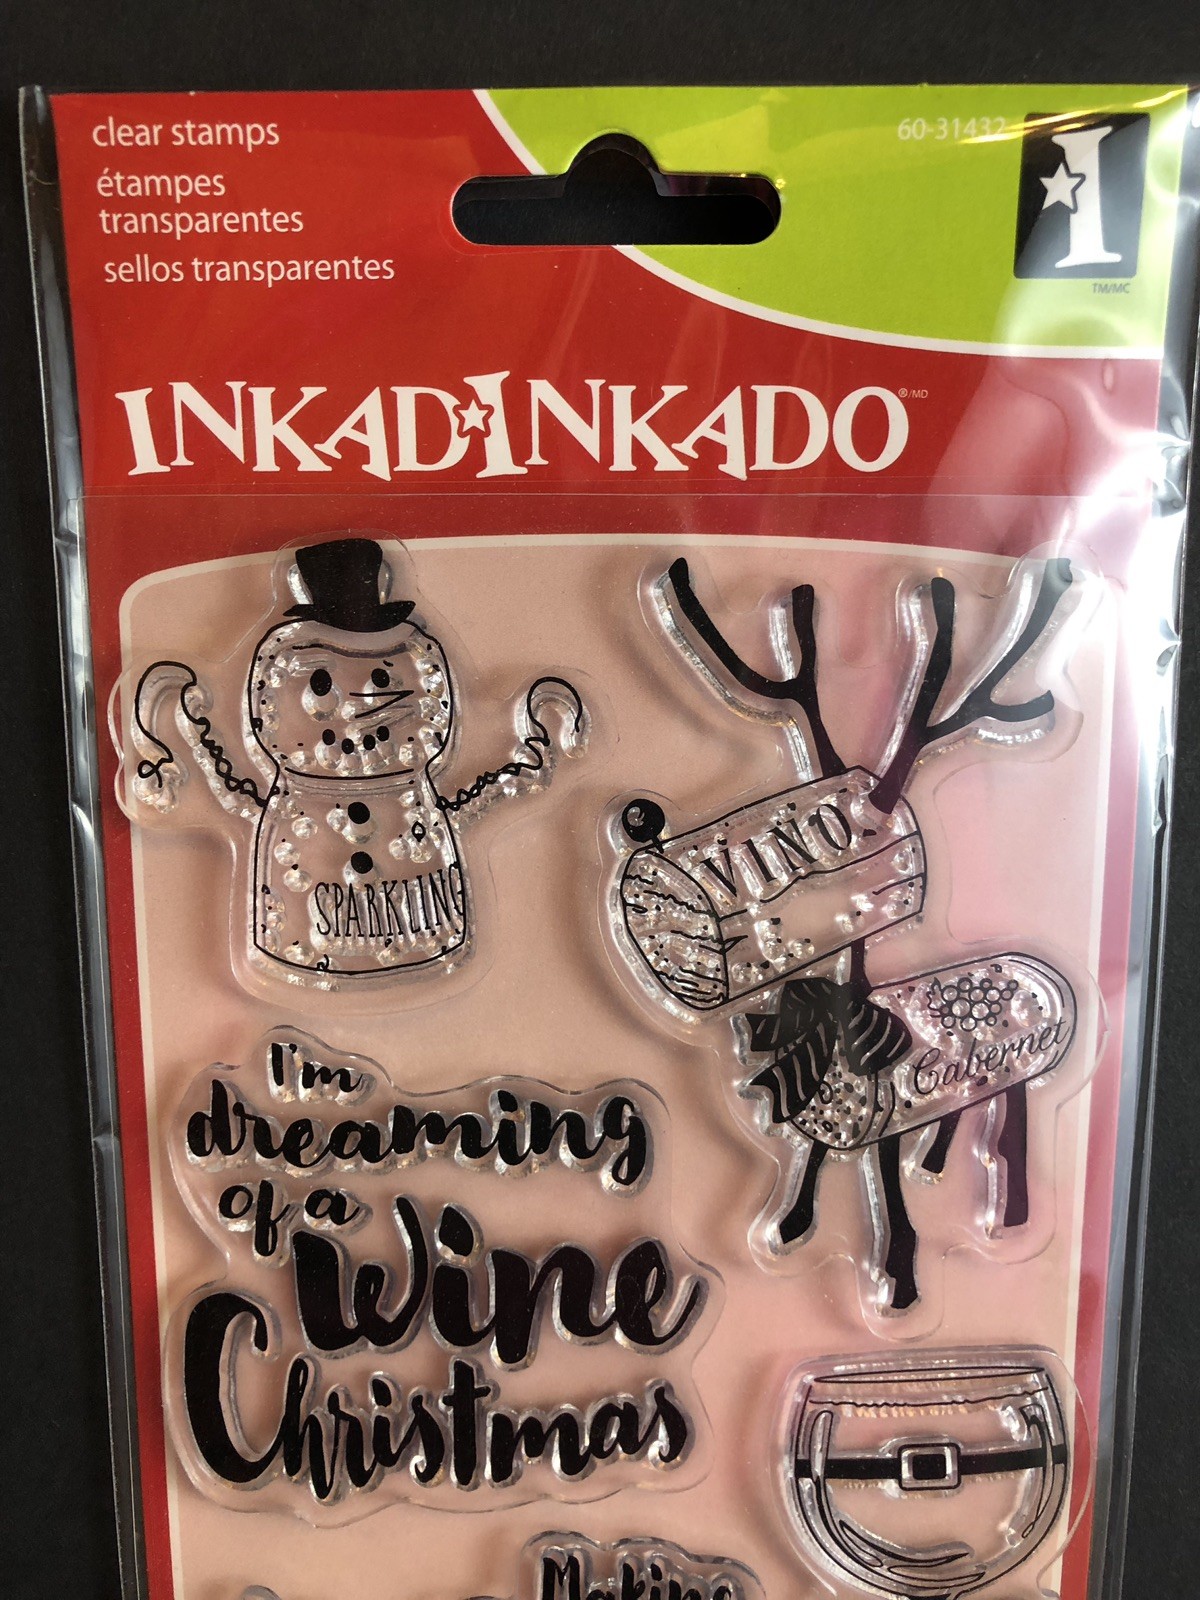 clear stamps
étampes
transparentes
sellos transparentes
60-31432
I
TM/MC
INKADINKADO®/MD
SPARKLING
VINO
Cabernet
I'm
dreaming
of a
Wine
Christmas
Making